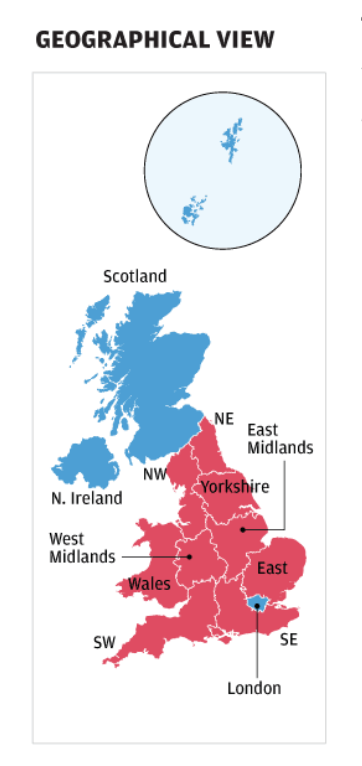 GEOGRAPHICAL VIEW
Scotland
NE
East
Midlands
NW
Yorkshire
N. Ireland
West
Midlands
East
Wales
SW
SE
London